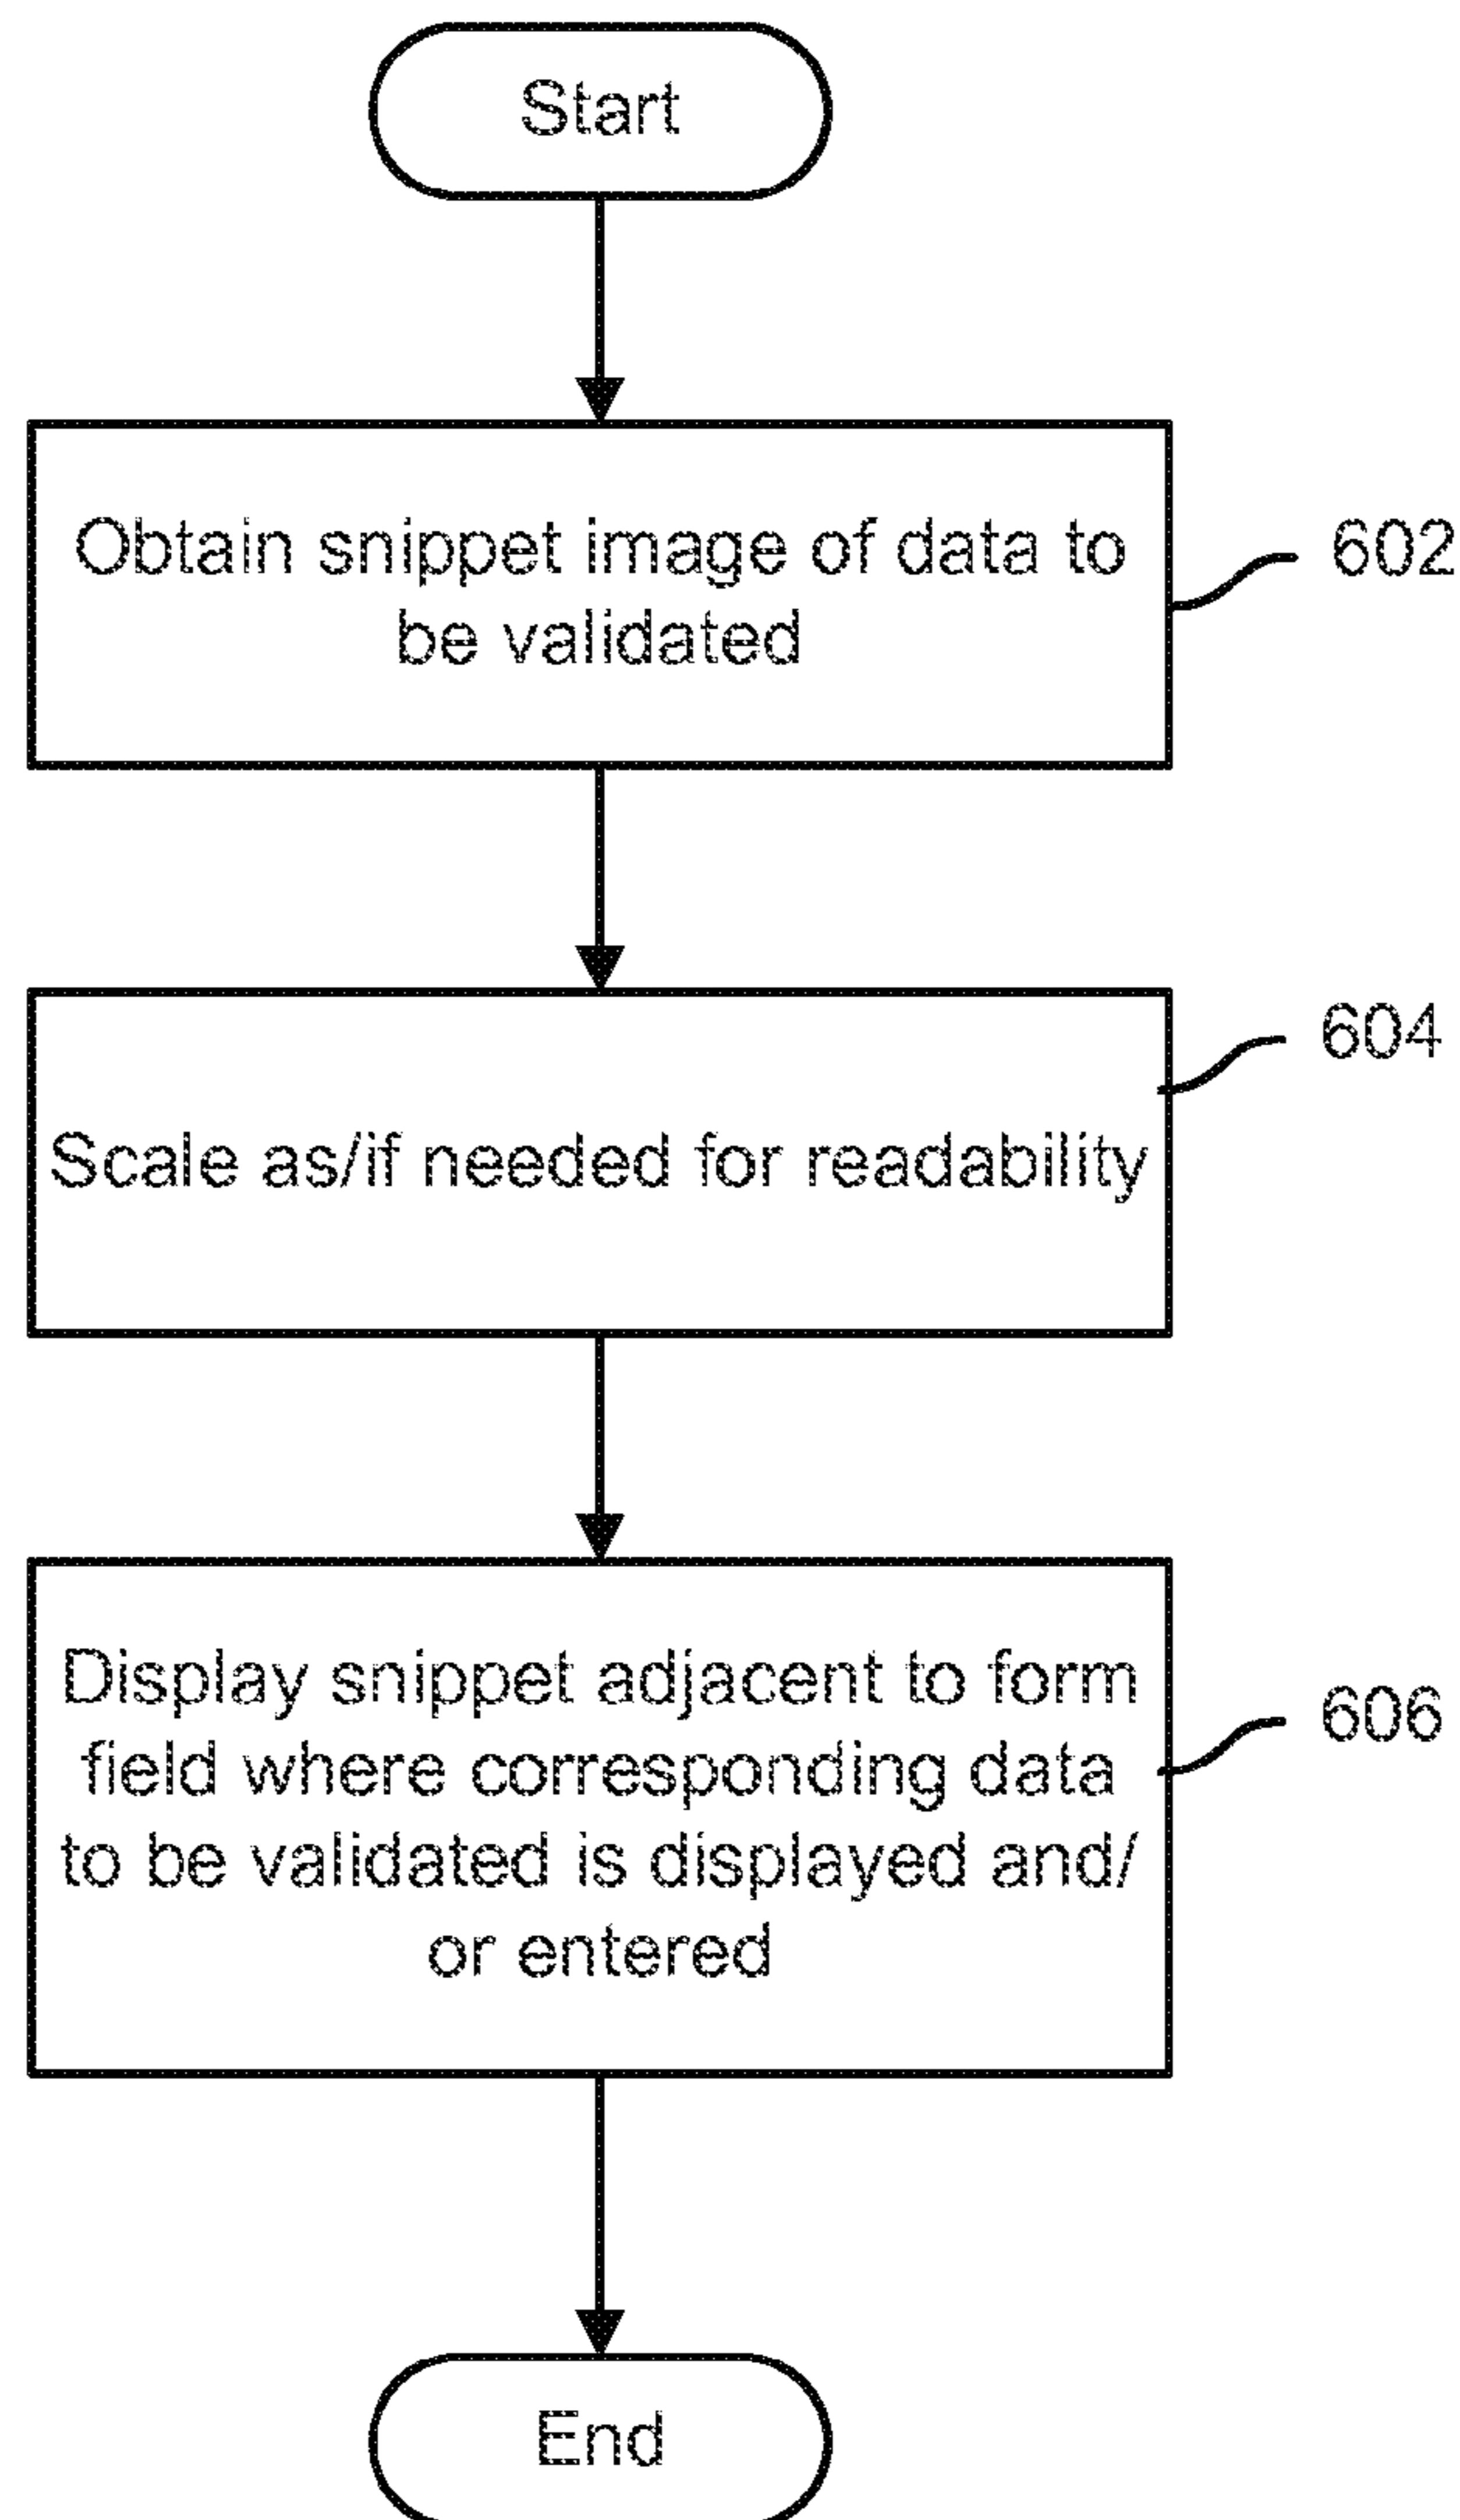 Start
Obtain snippet image of data to
be validated
602
604
Scale as/if needed for readability
Display snippet adjacent to form
field where corresponding data
to be validated is displayed and/
or entered
606
End